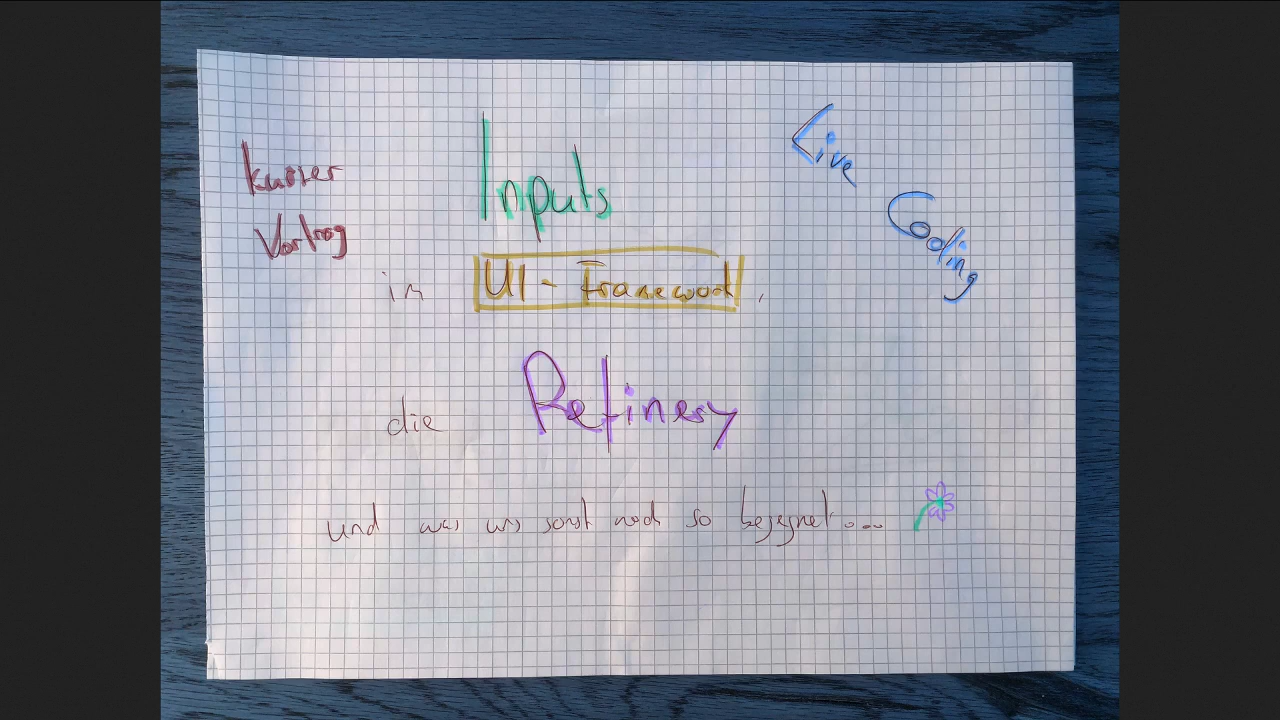 Kurzer
Vortrag
Live
Coding
Inputs
im UI-Framework,
die Refinery
und was uns sonst noch so begegnet...